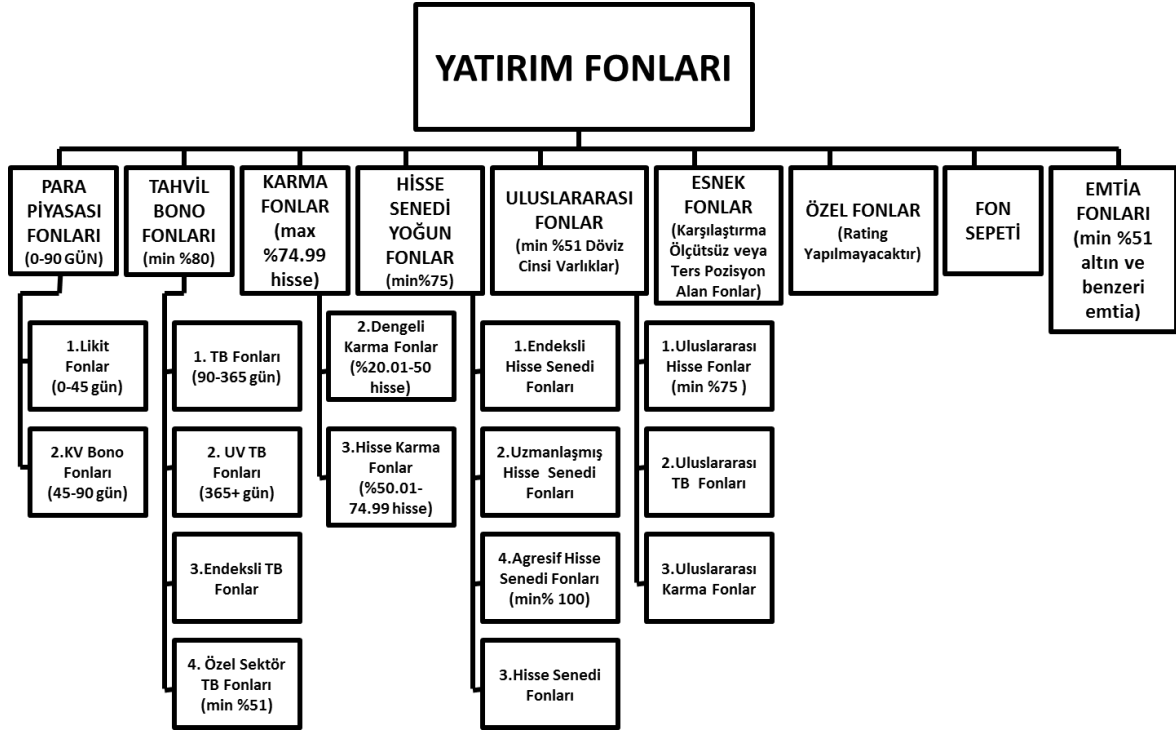 YATIRIM FONLARI
PARA
PİYASASI
FONLARI
(0-90 GÜN)
TAHVİL
BONO
FONLARI
(min %80)
KARMA
FONLAR
(max
%74.99
hisse)
HİSSE
SENEDİ
YOĞUN
FONLAR
(min%75)
ULUSLARARASI
FONLAR
(min %51 Döviz
Cinsi Varlıklar)
ESNEK
FONLAR
(Karşılaştırma
Ölçütsüz veya
Ters Pozisyon
Alan Fonlar)
ÖZEL FONLAR
(Rating
Yapılmayacaktır)
FON
SEPETİ
EMTİA
FONLARI
(min %51
altın ve
benzeri
emtia)
1.Likit
Fonlar
(0-45 gün)
2.KV Bono
Fonları
(45-90 gün)
1. TB Fonları
(90-365 gün)
2. UV TB
Fonları
(365+ gün)
3.Endeksli TB
Fonlar
4. Özel Sektör
TB Fonları
(min %51)
2.Dengeli
Karma Fonlar
(%20.01-50
hisse)
3.Hisse Karma
Fonlar
(%50.01-
74.99 hisse)
1.Endeksli
Hisse Senedi
Fonları
2.Uzmanlaşmış
Hisse Senedi
Fonları
4.Agresif Hisse
Senedi Fonları
(min% 100)
3.Hisse Senedi
Fonları
1.Uluslararası
Hisse Fonlar
(min %75 )
2.Uluslararası
TB Fonları
3.Uluslararası
Karma Fonlar